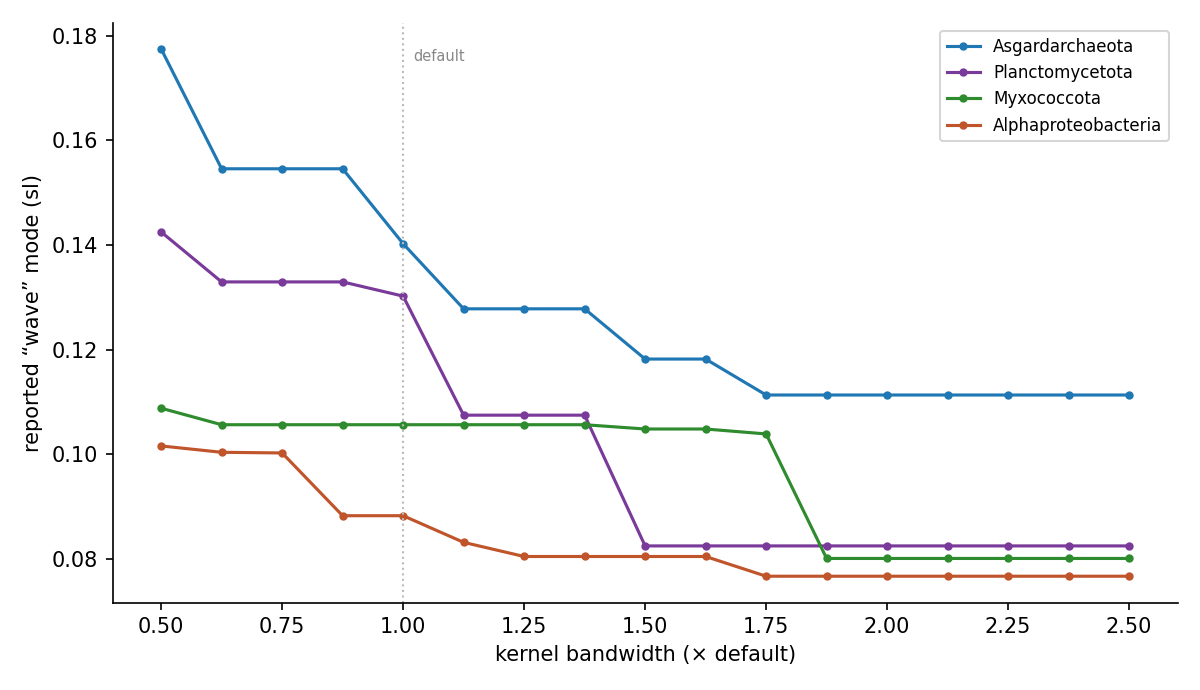 0.18
0.16
0.14
0.12
0.10
0.08
reported “wave” mode (sl)
default
Asgardarchaeota
Planctomycetota
Myxococcota
Alphaproteobacteria
0.50 0.75 1.00 1.25 1.50 1.75 2.00 2.25 2.50
kernel bandwidth (× default)